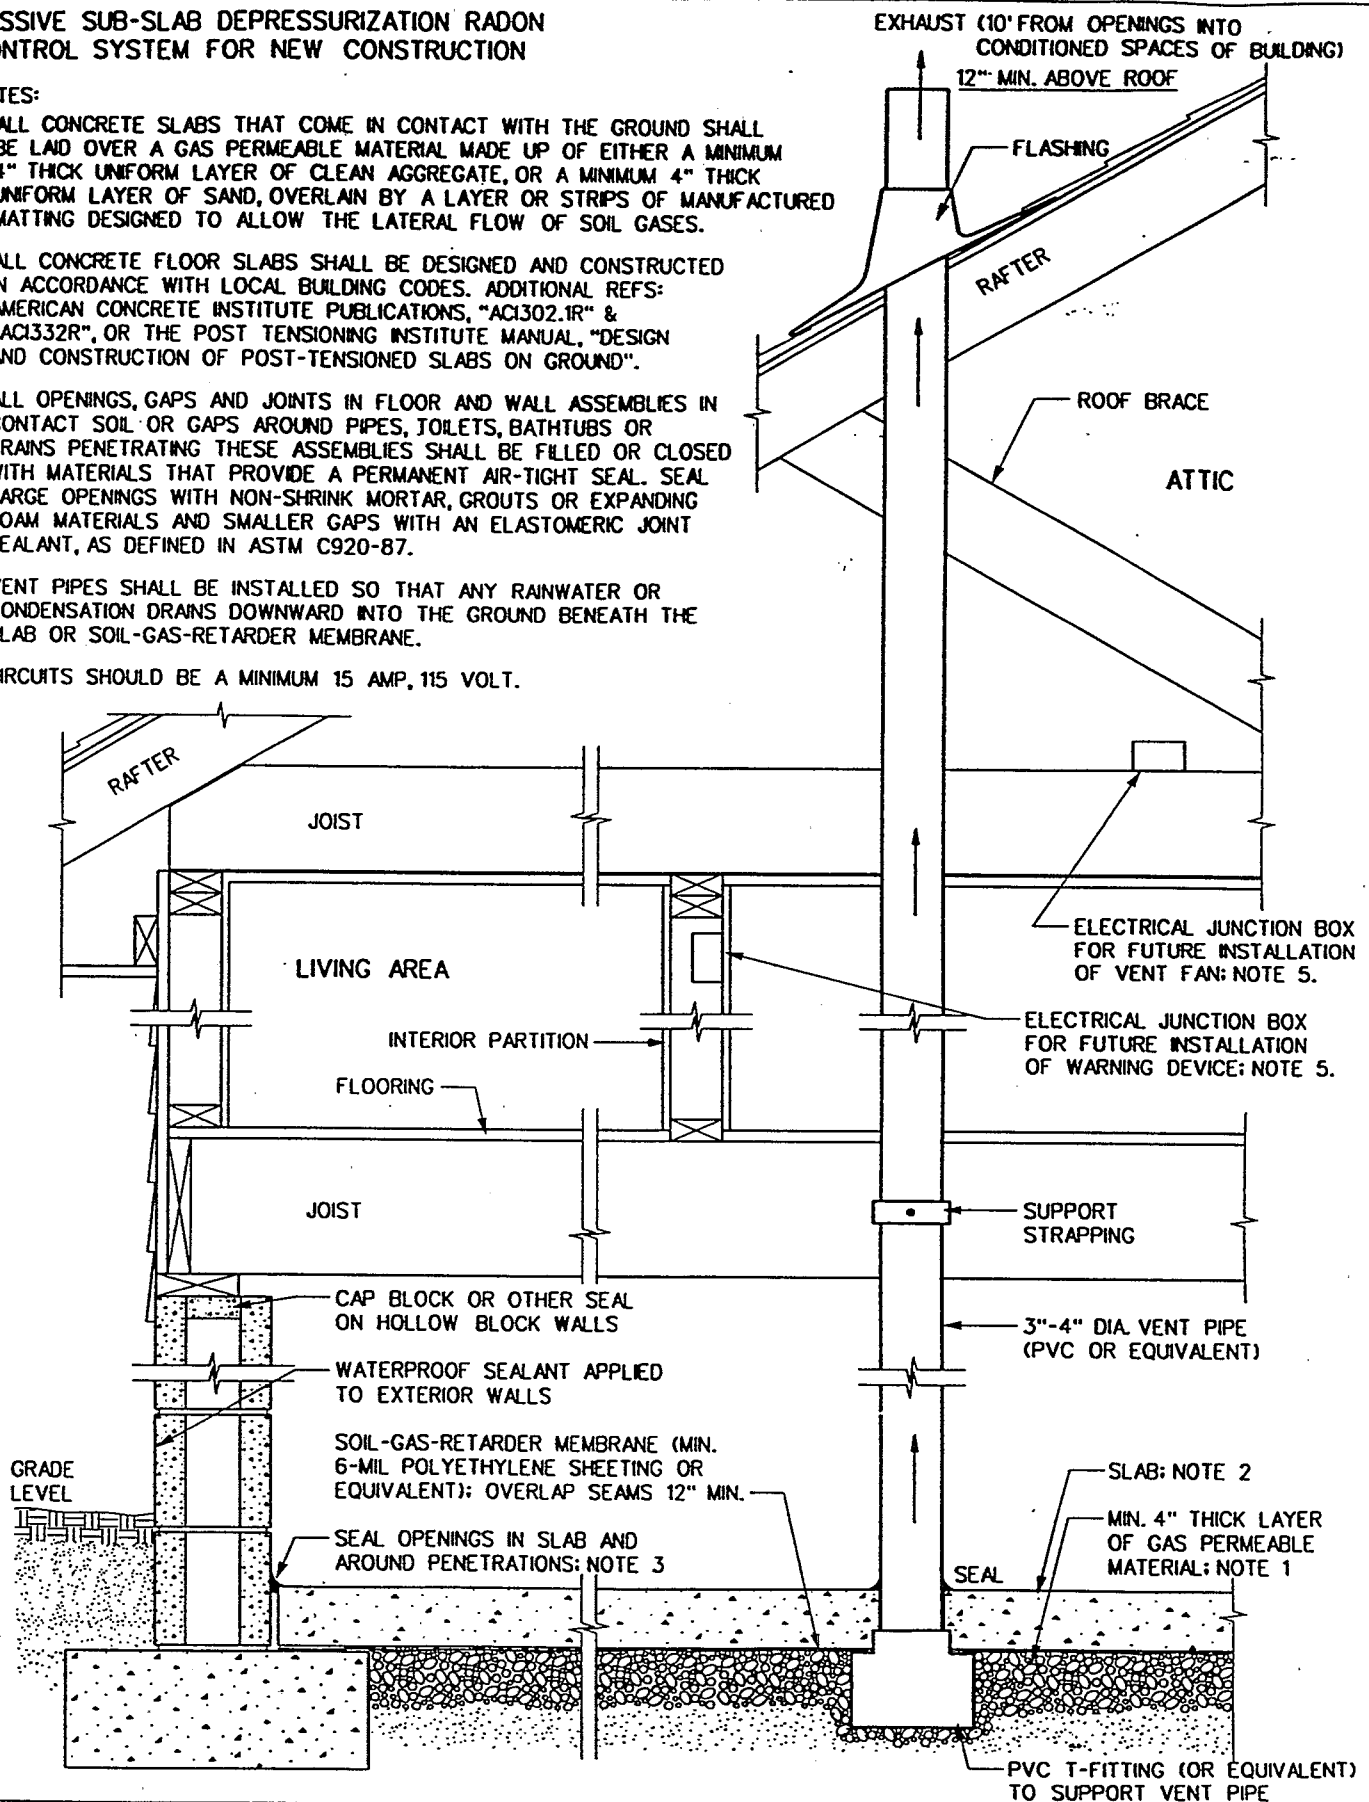 SSIVE SUB-SLAB DEPRESSURIZATION RADON
ONTROL SYSTEM FOR NEW CONSTRUCTION
TES:
ALL CONCRETE SLABS THAT COME IN CONTACT WITH THE GROUND SHALL
BE LAID OVER A GAS PERMEABLE MATERIAL MADE UP OF EITHER A MINIMUM
4" THICK UNIFORM LAYER OF CLEAN AGGREGATE, OR A MINIMUM 4" THICK
UNIFORM LAYER OF SAND, OVERLAIN BY A LAYER OR STRIPS OF MANUFACTURED
MATTING DESIGNED TO ALLOW THE LATERAL FLOW OF SOIL GASES.
ALL CONCRETE FLOOR SLABS SHALL BE DESIGNED AND CONSTRUCTED
N ACCORDANCE WITH LOCAL BUILDING CODES. ADDITIONAL REFS:
AMERICAN CONCRETE INSTITUTE PUBLICATIONS, "ACI302.1R" &
ACI332R", OR THE POST TENSIONING INSTITUTE MANUAL, "DESIGN
ND CONSTRUCTION OF POST-TENSIONED SLABS ON GROUND".
LL OPENINGS, GAPS AND JOINTS IN FLOOR AND WALL ASSEMBLIES IN
ONTACT SOIL OR GAPS AROUND PIPES, TOILETS, BATHTUBS OR
RAINS PENETRATING THESE ASSEMBLIES SHALL BE FILLED OR CLOSED
WITH MATERIALS THAT PROVIDE A PERMANENT AIR-TIGHT SEAL. SEAL
ARGE OPENINGS WITH NON-SHRINK MORTAR, GROUTS OR EXPANDING
OAM MATERIALS AND SMALLER GAPS WITH AN ELASTOMERIC JOINT
EALANT, AS DEFINED IN ASTM C920-87.
VENT PIPES SHALL BE INSTALLED SO THAT ANY RAINWATER OR
ONDENSATION DRAINS DOWNWARD INTO THE GROUND BENEATH THE
LAB OR SOIL-GAS-RETARDER MEMBRANE.
IRCUITS SHOULD BE A MINIMUM 15 AMP, 115 VOLT.
EXHAUST (10' FROM OPENINGS INTO
CONDITIONED SPACES OF BUILDING)
12" MIN. ABOVE ROOF
FLASHING
RAFTER
ROOF BRACE
ATTIC
RAFTER
JOIST
LIVING AREA
ELECTRICAL JUNCTION BOX
FOR FUTURE INSTALLATION
OF VENT FAN; NOTE 5.
INTERIOR PARTITION
ELECTRICAL JUNCTION BOX
FOR FUTURE INSTALLATION
OF WARNING DEVICE; NOTE 5.
FLOORING
JOIST
SUPPORT
STRAPPING
CAP BLOCK OR OTHER SEAL
ON HOLLOW BLOCK WALLS
3"-4" DIA. VENT PIPE
(PVC OR EQUIVALENT)
WATERPROOF SEALANT APPLIED
TO EXTERIOR WALLS
SOIL-GAS-RETARDER MEMBRANE (MIN.
6-MIL POLYETHYLENE SHEETING OR
EQUIVALENT); OVERLAP SEAMS 12" MIN.
GRADE
LEVEL
SLAB; NOTE 2
MIN. 4" THICK LAYER
OF GAS PERMEABLE
MATERIAL; NOTE 1
SEAL OPENINGS IN SLAB AND
AROUND PENETRATIONS; NOTE 3
SEAL
PVC T-FITTING (OR EQUIVALENT)
TO SUPPORT VENT PIPE